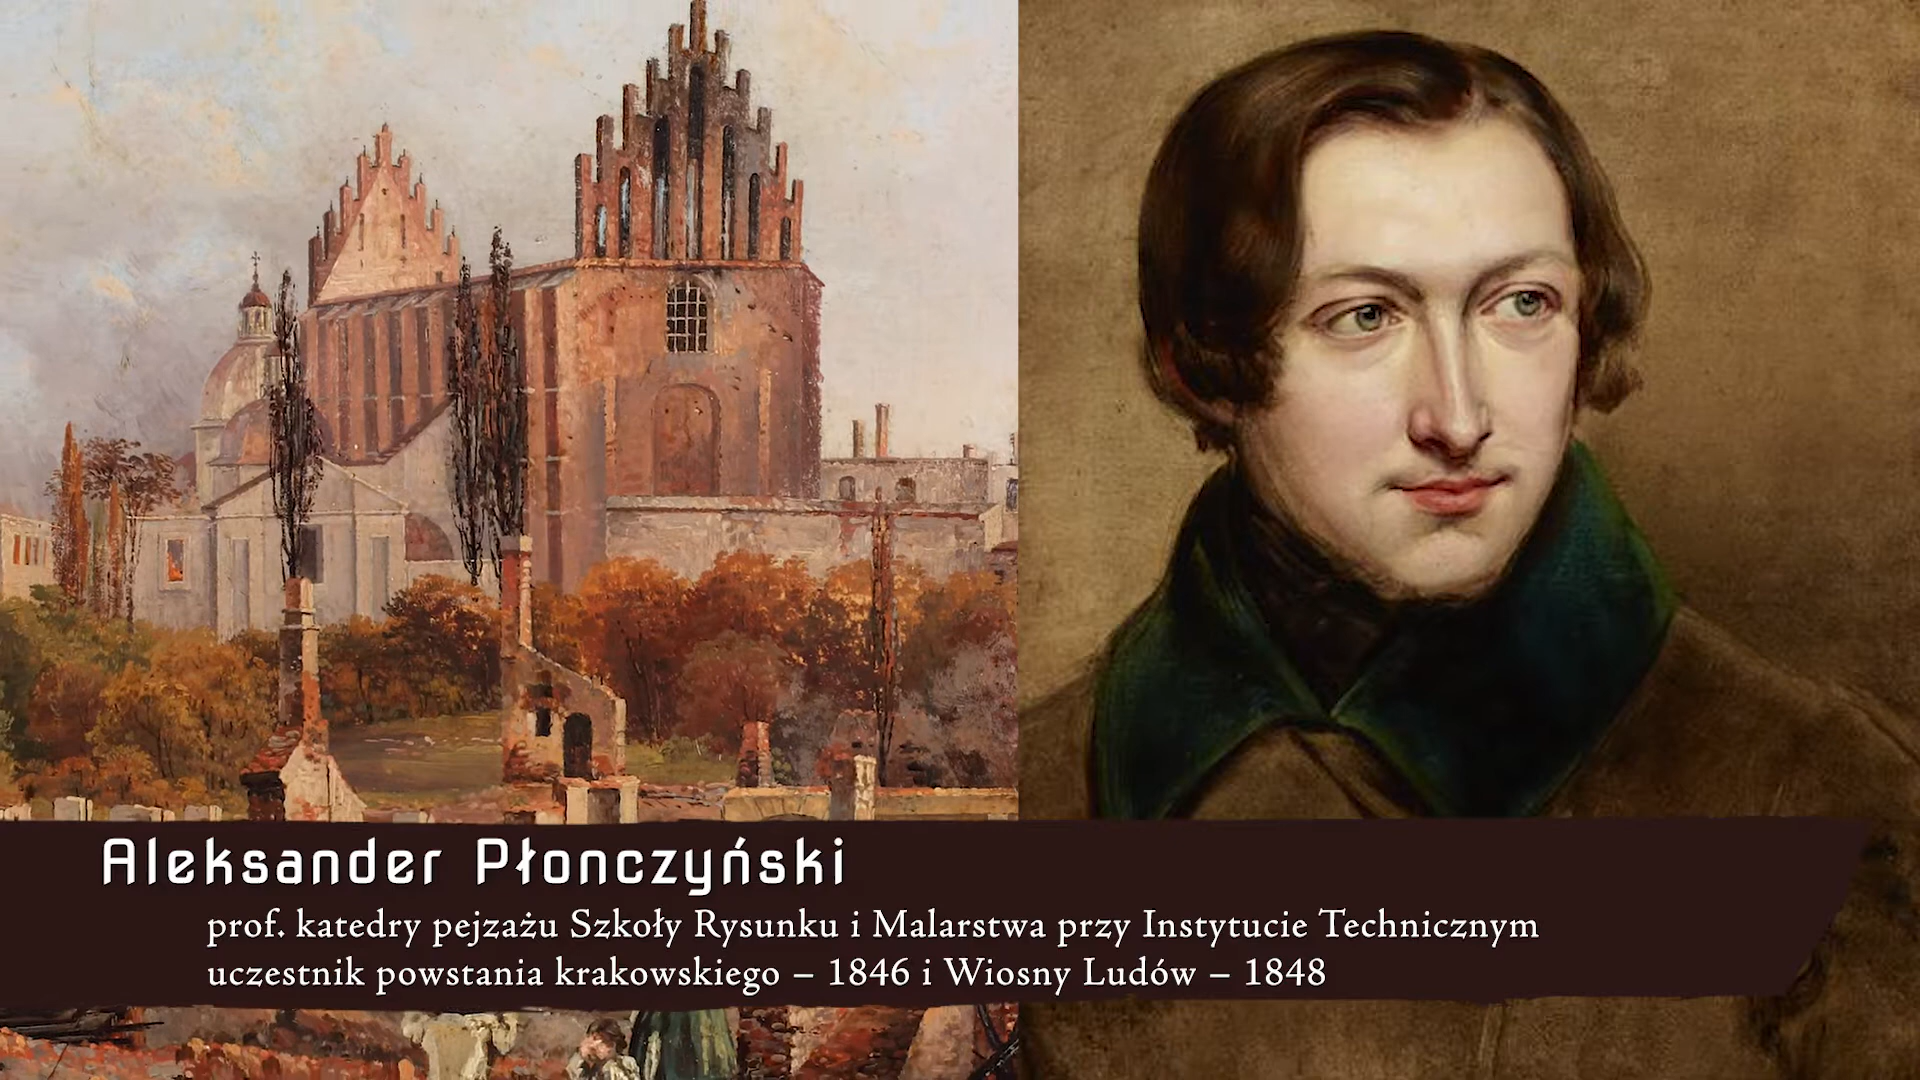 Aleksander Płonczyński
prof. katedry pejzażu Szkoły Rysunku i Malarstwa przy Instytucie Technicznym
uczestnik powstania krakowskiego – 1846 i Wiosny Ludów – 1848